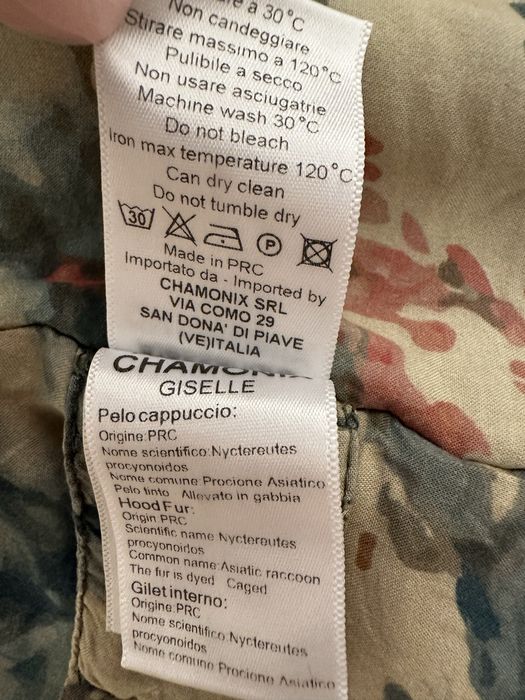 a 30°C
Non candeggiare
Stirare massimo a 120°C
Pulibile a secco
Non usare asciugatrie
Machine wash 30°C
Do not bleach
Iron max temperature 120°C
Can dry clean
Do not tumble dry
30 P
Made in PRC
Importato da - Imported by
CHAMONIX SRL
VIA COMO 29
SAN DONA' DI PIAVE
(VE)ITALIA
CHAMONIX
GISELLE
Pelo cappuccio:
Origine:PRC
Nome scientifico:Nyctereutes
procyonoidos
Nome comune Procione Asiatico
Pelo tinto Allevato in gabbia
Hood Fur:
Origin PRC
Scientific name Nyctereutes
procyonoidos
Common name:Asiatic raccoon
The fur is dyed Caged
Gilet interno:
Origine:PRC
Nome scientifico:Nyctereutes
procyonoidos
Nome comune Procione Asiatico